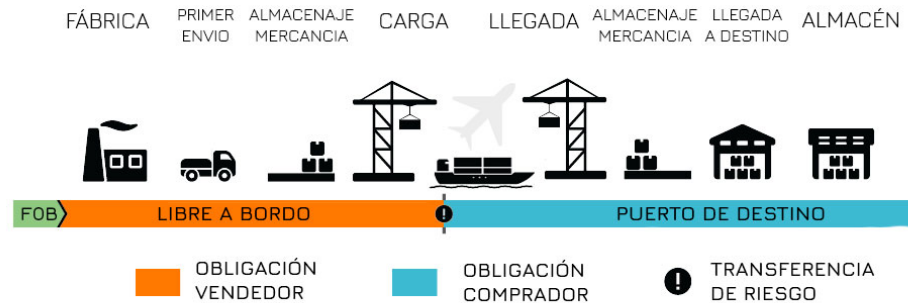 FÁBRICA
PRIMER
ENVIO
ALMACENAJE
MERCANCIA
CARGA
LLEGADA
ALMACENAJE
MERCANCIA
LLEGADA
A DESTINO
ALMACÉN
FOB
LIBRE A BORDO
!
PUERTO DE DESTINO
OBLIGACIÓN
VENDEDOR
OBLIGACIÓN
COMPRADOR
!
TRANSFERENCIA
DE RIESGO